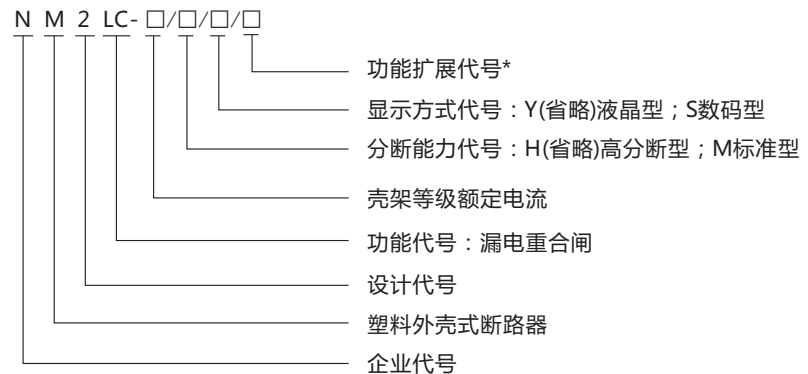 N M 2 LC- □/□/□/□
功能扩展代号*
显示方式代号：Y(省略)液晶型；S数码型
分断能力代号：H(省略)高分断型；M标准型
壳架等级额定电流
功能代号：漏电重合闸
设计代号
塑料外壳式断路器
企业代号